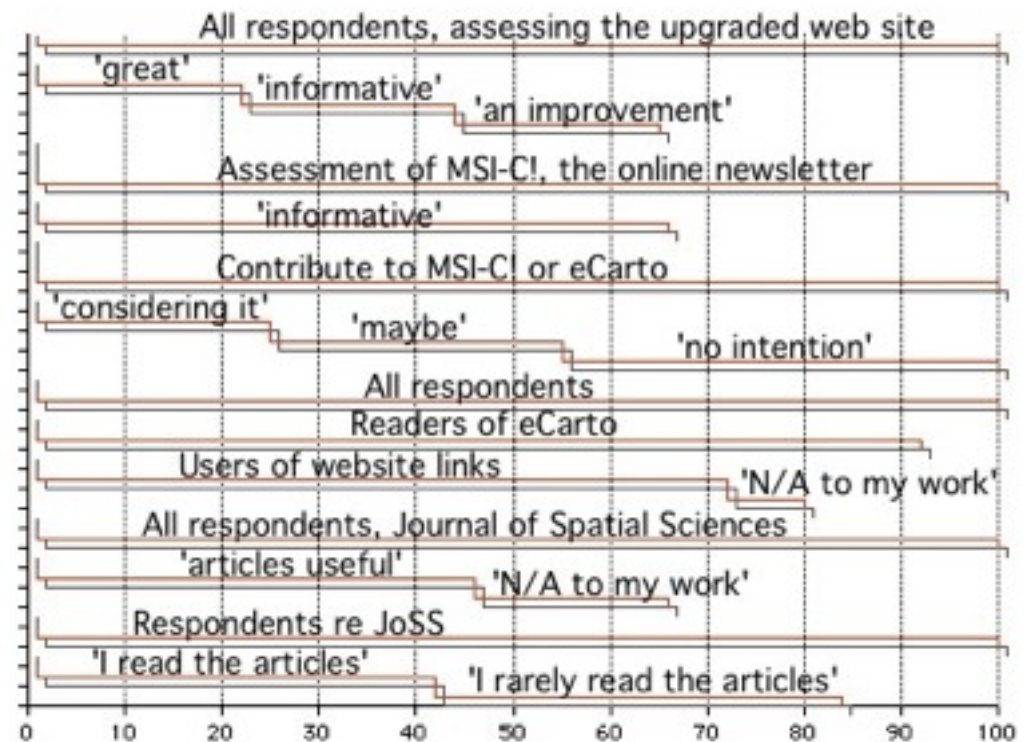 All respondents, assessing the upgraded web site
'great'
'informative'
'an improvement'
Assessment of MSI-C!, the online newsletter
'informative'
Contribute to MSI-C! or eCarto
'considering it'
'maybe'
'no intention'
All respondents
Readers of eCarto
Users of website links
'N/A to my work'
All respondents, Journal of Spatial Sciences
'articles useful'
'N/A to my work'
Respondents re JoSS
'I read the articles'
'I rarely read the articles'
0 10 20 30 40 50 60 70 80 90 100